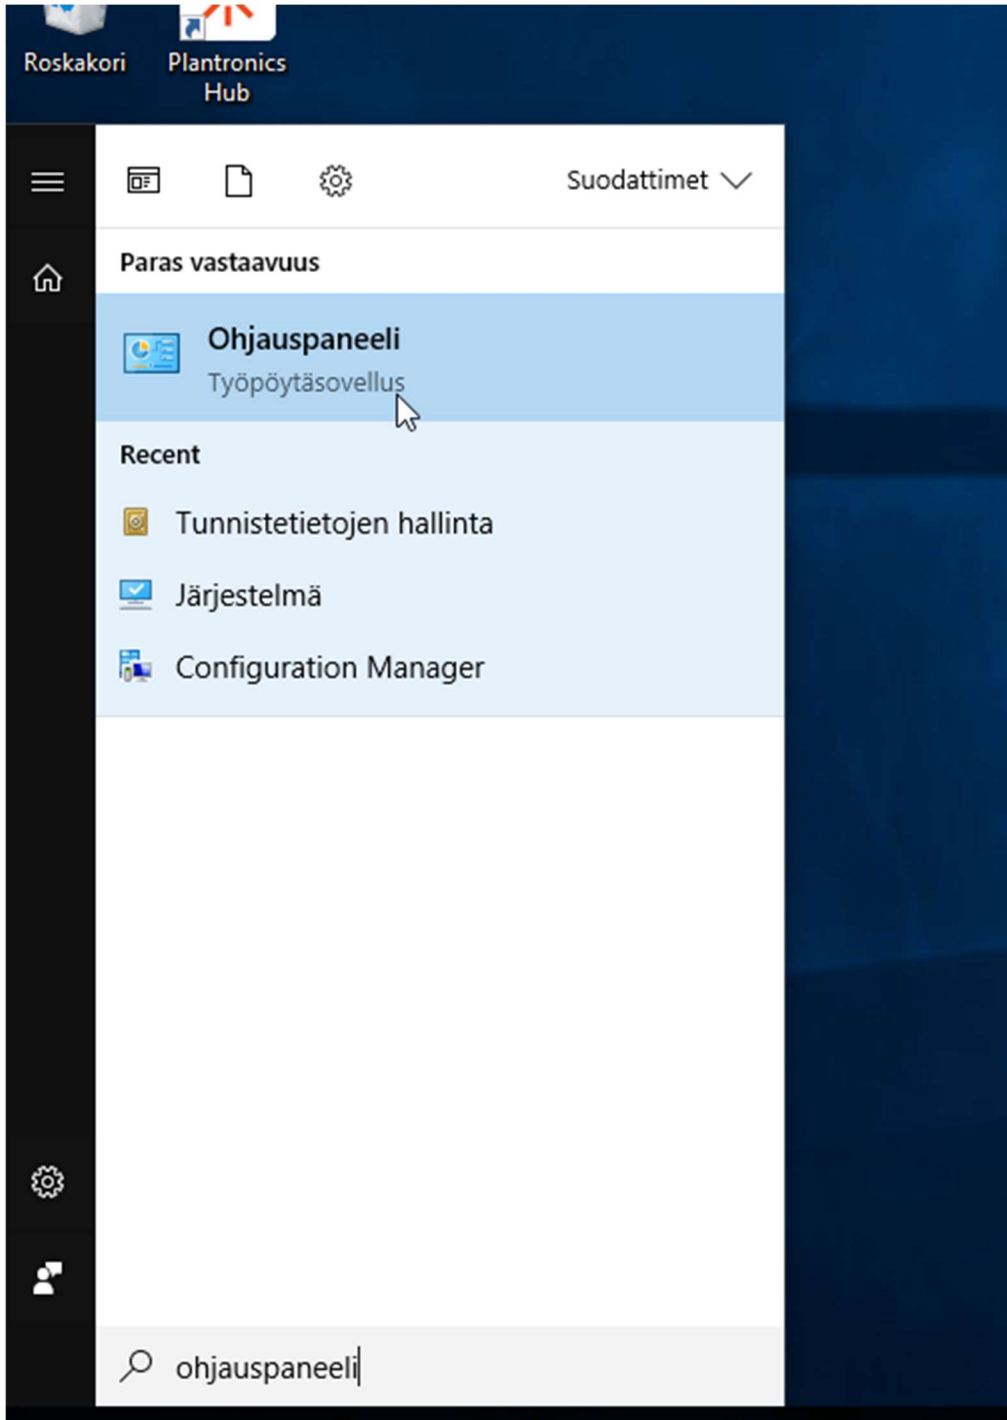 Roskakori
Plantronics
Hub
Suodattimet
Paras vastaavuus
Ohjauspaneeli
Työpöytäsovellus
Recent
Tunnistetietojen hallinta
Järjestelmä
Configuration Manager
ohjauspaneeli